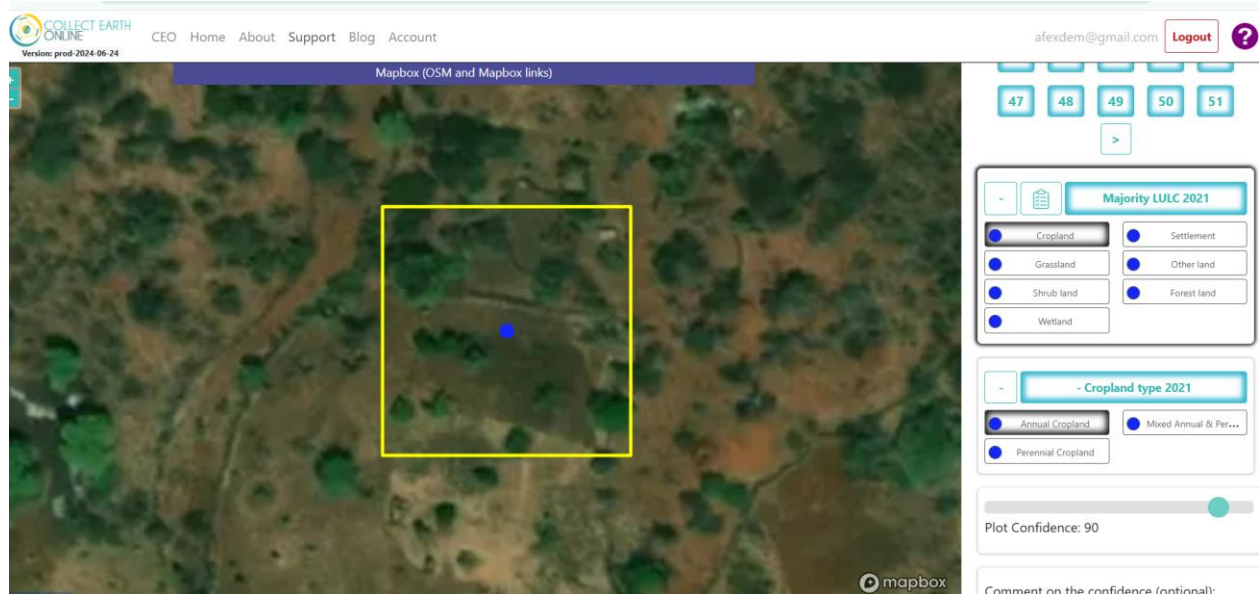 COLLECT EARTH
ONLINE
Version: prod-2024-06-24
CEO Home About Support Blog Account
afexdem@gmail.com Logout ?
Mapbox (OSM and Mapbox links)
+
-
47 48 49 50 51
>
- Majority LULC 2021
Cropland Settlement
Grassland Other land
Shrub land Forest land
Wetland
- - Cropland type 2021
Annual Cropland Mixed Annual & Per...
Perennial Cropland
Plot Confidence: 90
Comment on the confidence (optional):
mapbox